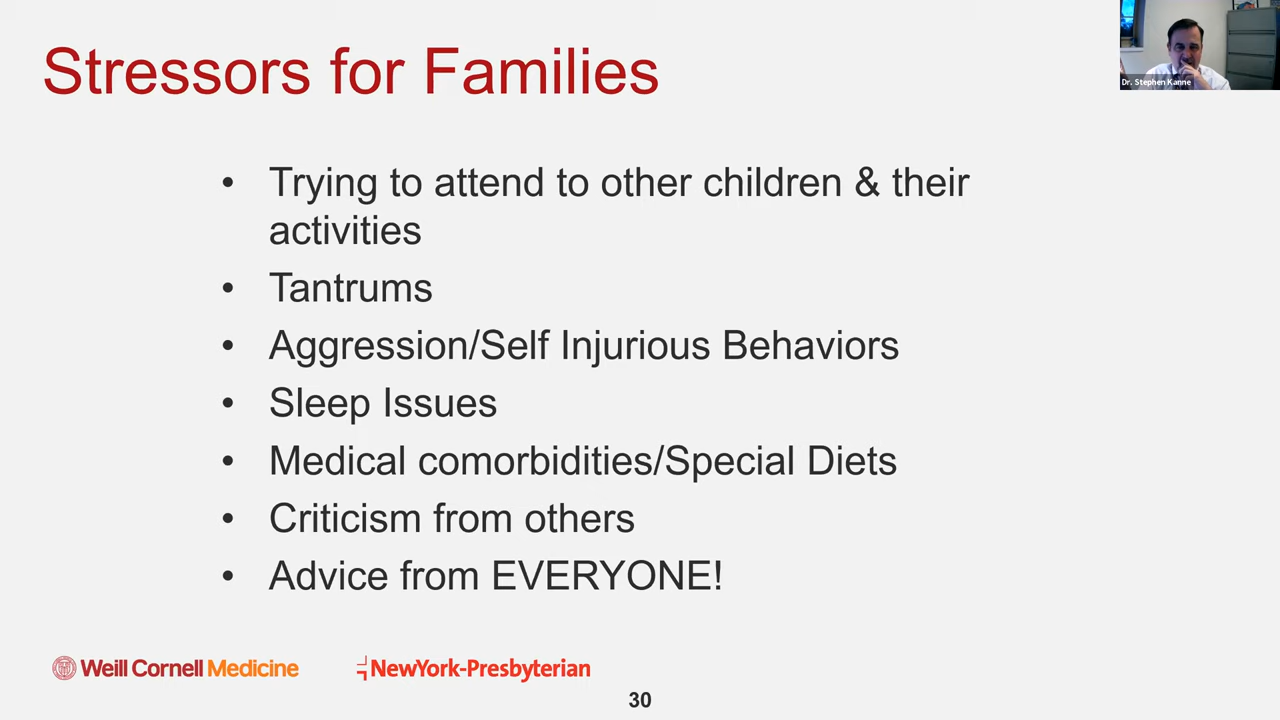 Stressors for Families
Dr. Stephen Kanne
• Trying to attend to other children & their
activities
• Tantrums
• Aggression/Self Injurious Behaviors
• Sleep Issues
• Medical comorbidities/Special Diets
• Criticism from others
• Advice from EVERYONE!
Weill Cornell Medicine
NewYork-Presbyterian
30